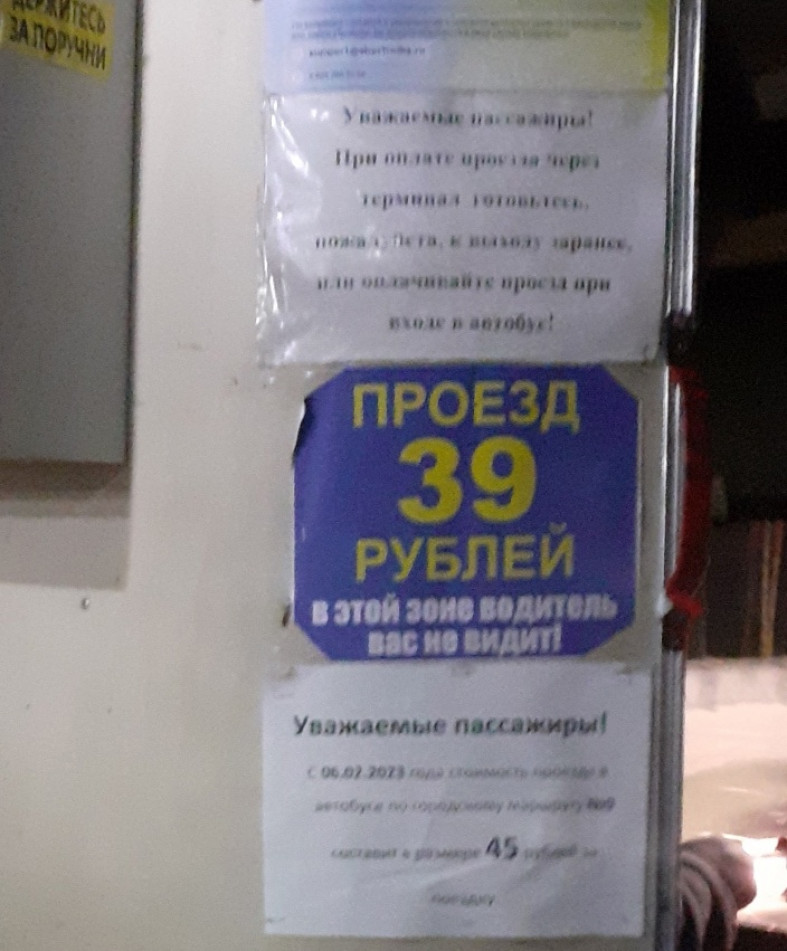 ДЕРЖИТЕСЬ
ЗА ПОРУЧНИ
Уважаемые пассажиры!
При оплате проезда через
терминал готовьтесь,
пожалуйста, к выходу заранее,
или оплачивайте проезд при
входе в автобус!
ПРОЕЗД
39
РУБЛЕЙ
в этой зоне водитель
вас не видит!
Уважаемые пассажиры!
С 06.02.2023 года стоимость проезда в
автобусе по городскому маршруту №9
составит в размере 45 рублей за
поездку